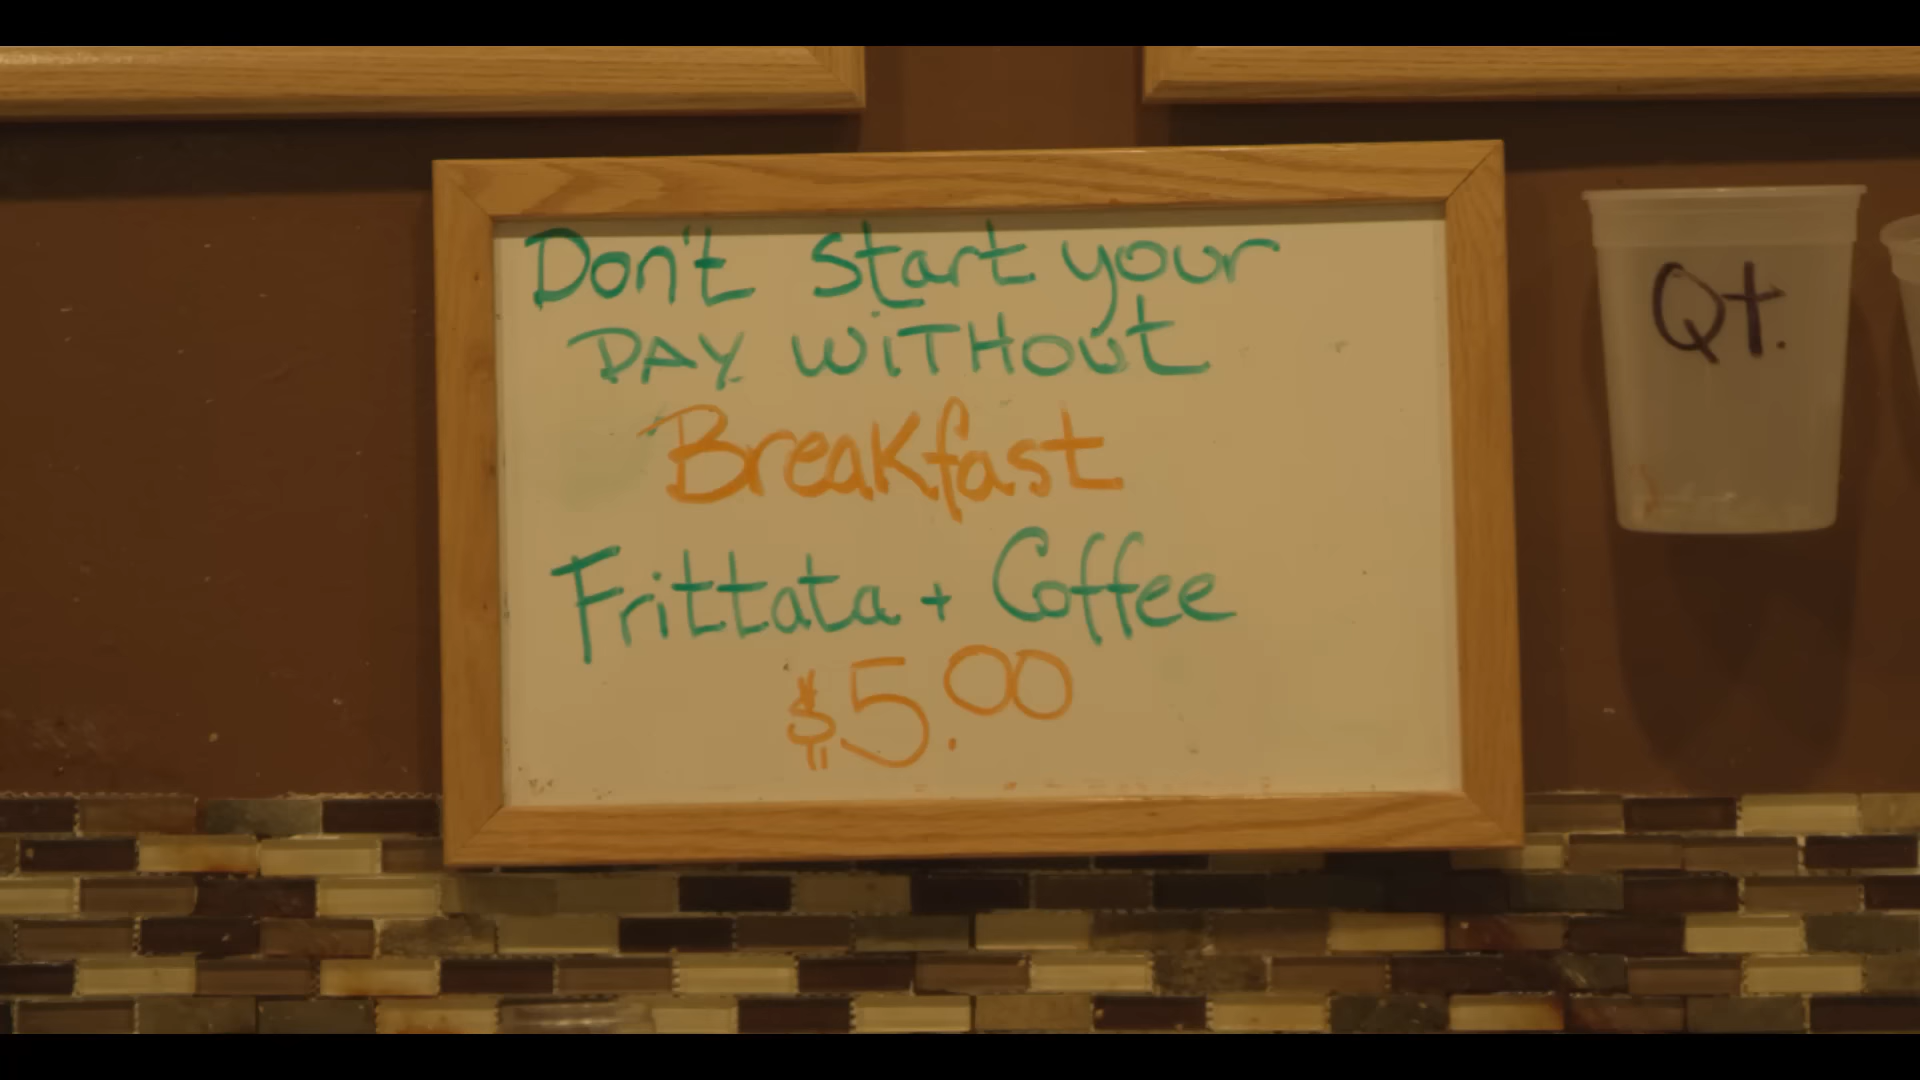 Don't start your
DAY WITHOUT
Breakfast
Frittata + Coffee
$5.00
Qt.